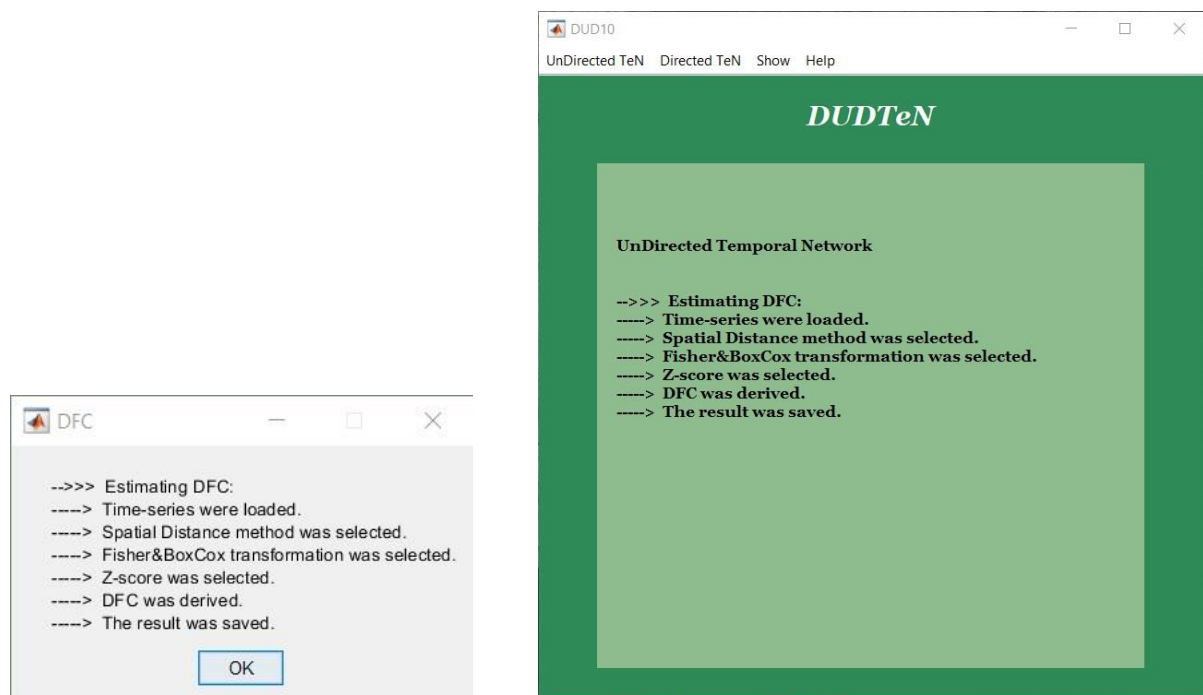 DFC
-->>> Estimating DFC:
-----> Time-series were loaded.
-----> Spatial Distance method was selected.
-----> Fisher&BoxCox transformation was selected.
-----> Z-score was selected.
-----> DFC was derived.
-----> The result was saved.
OK
DUD10
UnDirected TeN Directed TeN Show Help
DUDTeN
UnDirected Temporal Network
-->>> Estimating DFC:
-----> Time-series were loaded.
-----> Spatial Distance method was selected.
-----> Fisher&BoxCox transformation was selected.
-----> Z-score was selected.
-----> DFC was derived.
-----> The result was saved.